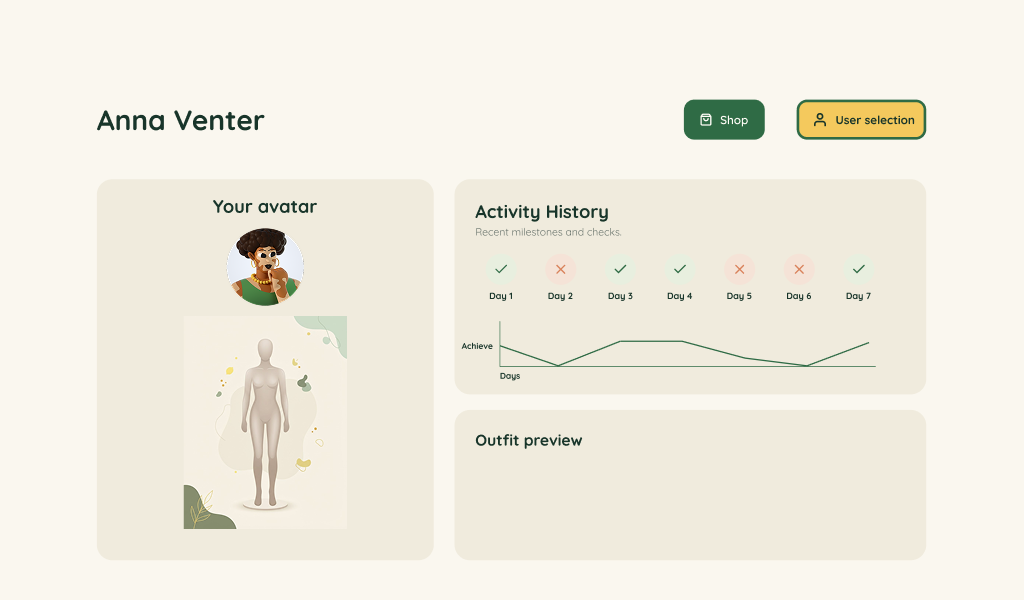 Anna Venter
Shop
User selection
Your avatar
Activity History
Recent milestones and checks.
Day 1 Day 2 Day 3 Day 4 Day 5 Day 6 Day 7
Achieve
Days
Outfit preview